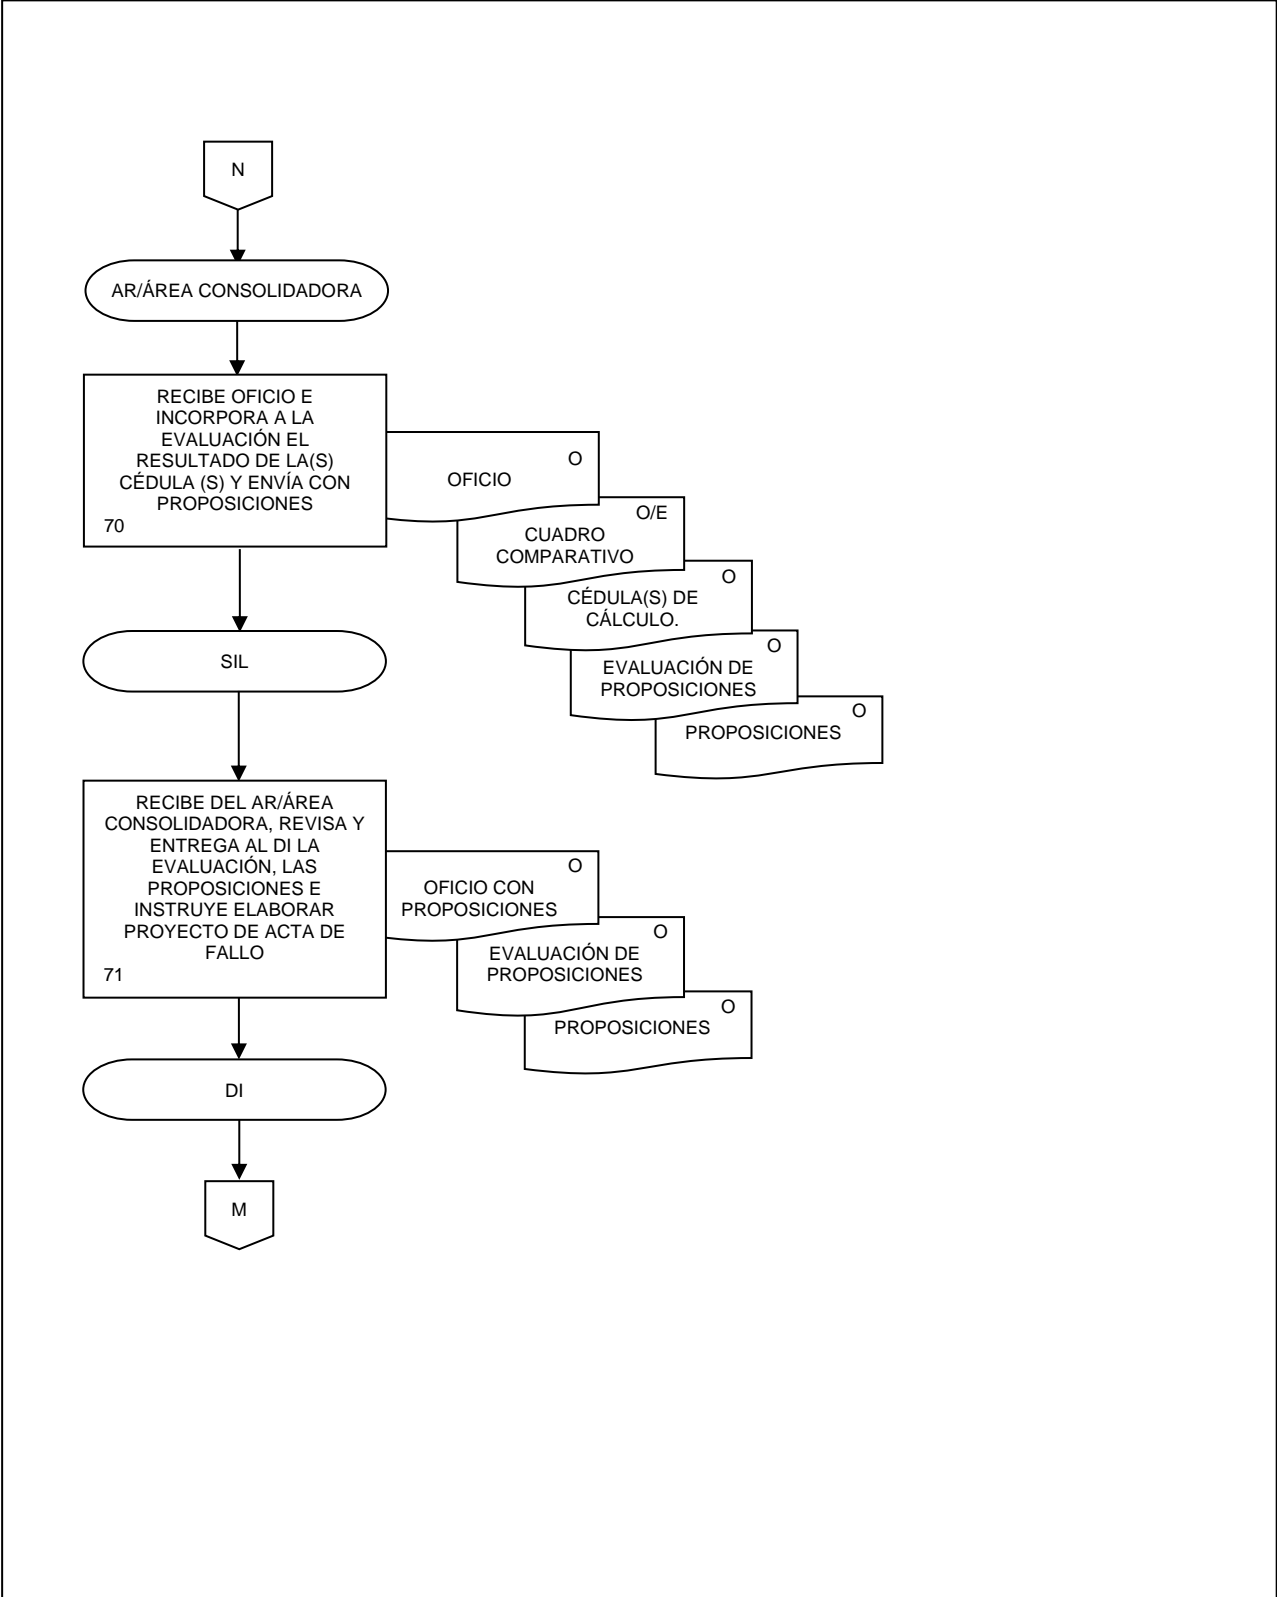 N
AR/ÁREA CONSOLIDADORA
RECIBE OFICIO E
INCORPORA A LA
EVALUACIÓN EL
RESULTADO DE LA(S)
CÉDULA (S) Y ENVÍA CON
PROPOSICIONES
70
O
OFICIO
O/E
CUADRO
COMPARATIVO
O
CÉDULA(S) DE
CÁLCULO.
O
EVALUACIÓN DE
PROPOSICIONES
O
PROPOSICIONES
SIL
RECIBE DEL AR/ÁREA
CONSOLIDADORA, REVISA Y
ENTREGA AL DI LA
EVALUACIÓN, LAS
PROPOSICIONES E
INSTRUYE ELABORAR
PROYECTO DE ACTA DE
FALLO
71
O
OFICIO CON
PROPOSICIONES
O
EVALUACIÓN DE
PROPOSICIONES
O
PROPOSICIONES
DI
M